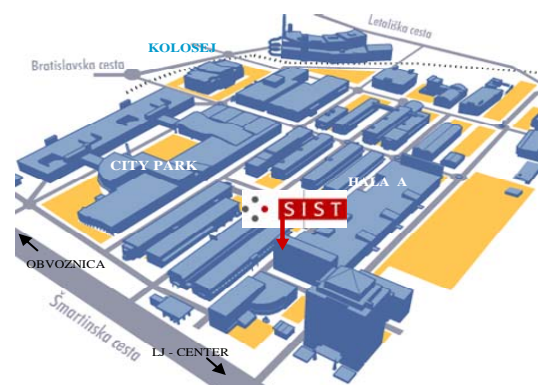 Letališka cesta
KOLOSEJ
Bratislavska cesta
CITY PARK
HALA A
SIST
OBVOZNICA
Šmartinska cesta
LJ - CENTER